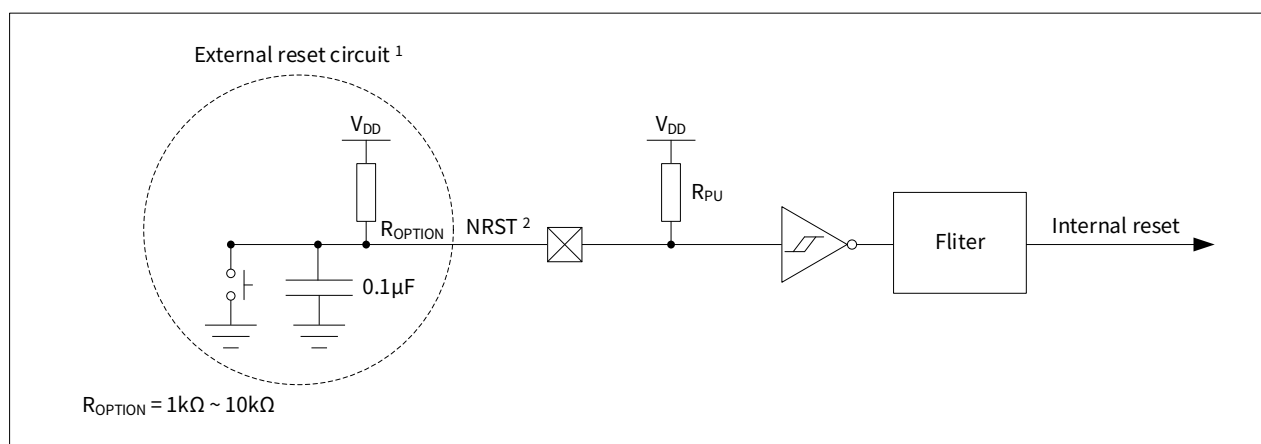 External reset circuit 1
VDD
VDD
RPU
ROPTION
NRST 2
Fliter
Internal reset
0.1μF
ROPTION = 1kΩ ~ 10kΩ